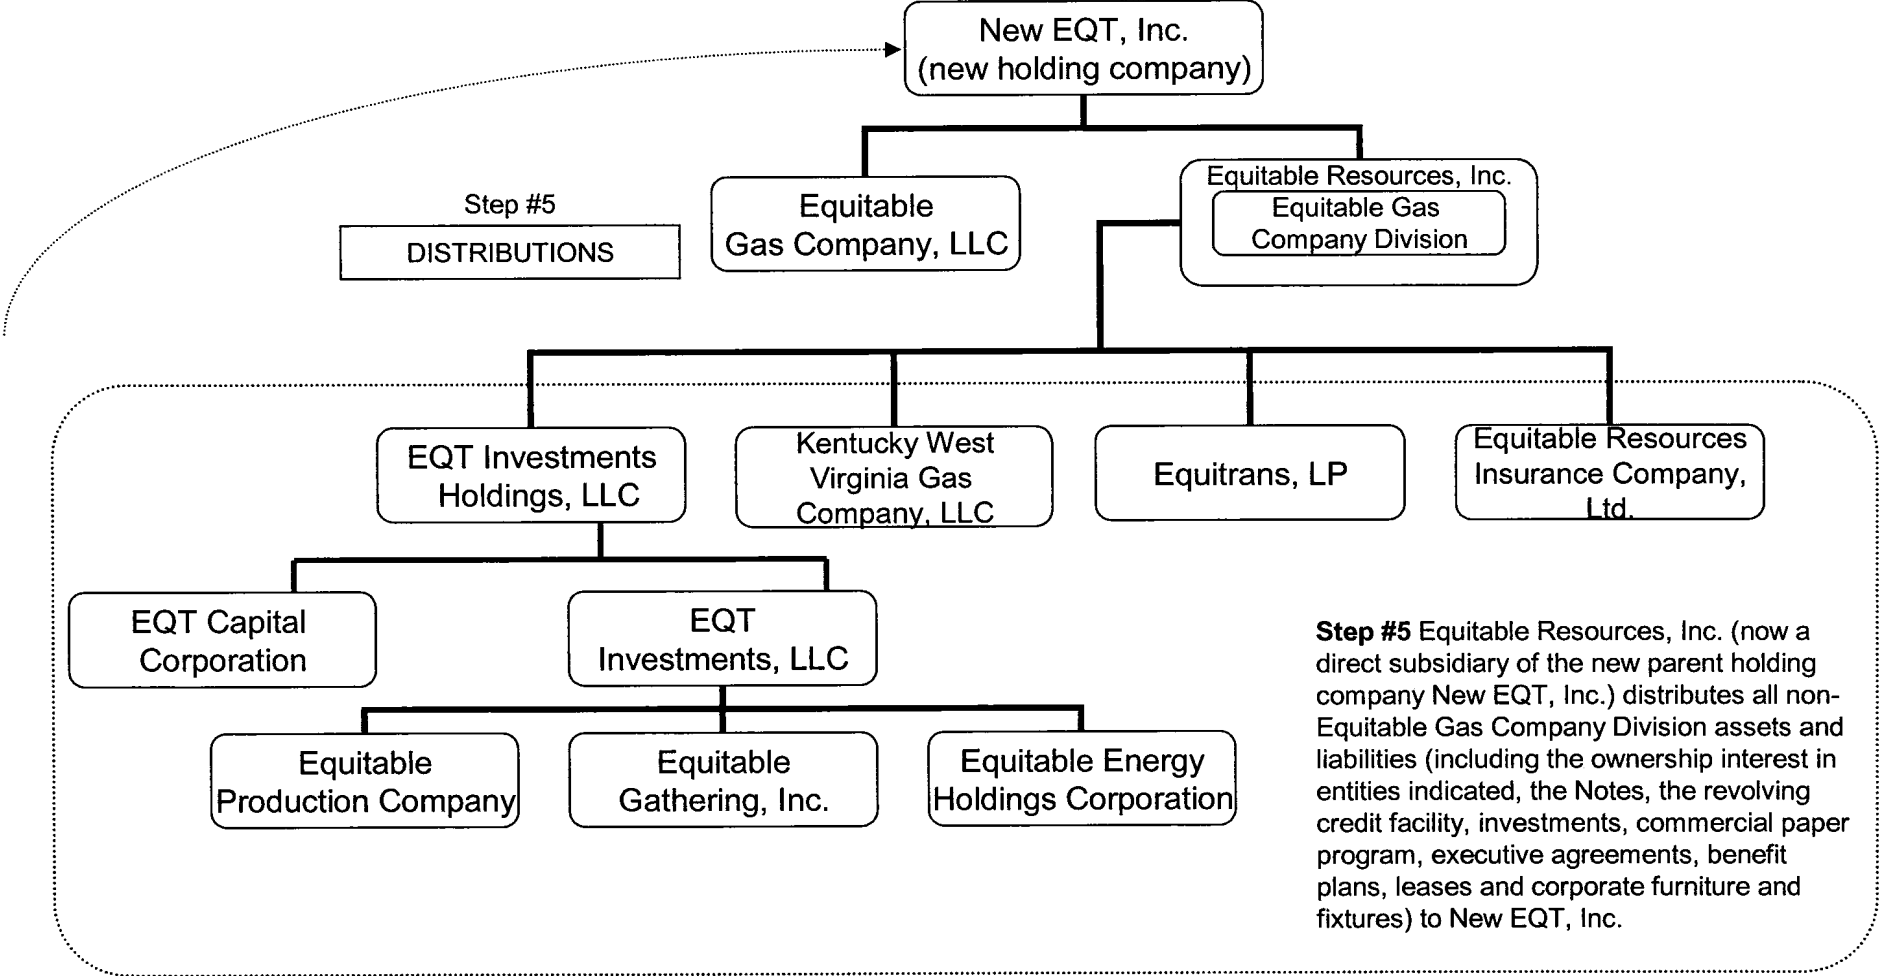 New EQT, Inc.
(new holding company)
Step #5
DISTRIBUTIONS
Equitable
Gas Company, LLC
Equitable Resources, Inc.
Equitable Gas
Company Division
EQT Investments
Holdings, LLC
Kentucky West
Virginia Gas
Company, LLC
Equitrans, LP
Equitable Resources
Insurance Company,
Ltd.
EQT Capital
Corporation
EQT
Investments, LLC
Equitable
Production Company
Equitable
Gathering, Inc.
Equitable Energy
Holdings Corporation
Step #5 Equitable Resources, Inc. (now a
direct subsidiary of the new parent holding
company New EQT, Inc.) distributes all non-
Equitable Gas Company Division assets and
liabilities (including the ownership interest in
entities indicated, the Notes, the revolving
credit facility, investments, commercial paper
program, executive agreements, benefit
plans, leases and corporate furniture and
fixtures) to New EQT, Inc.